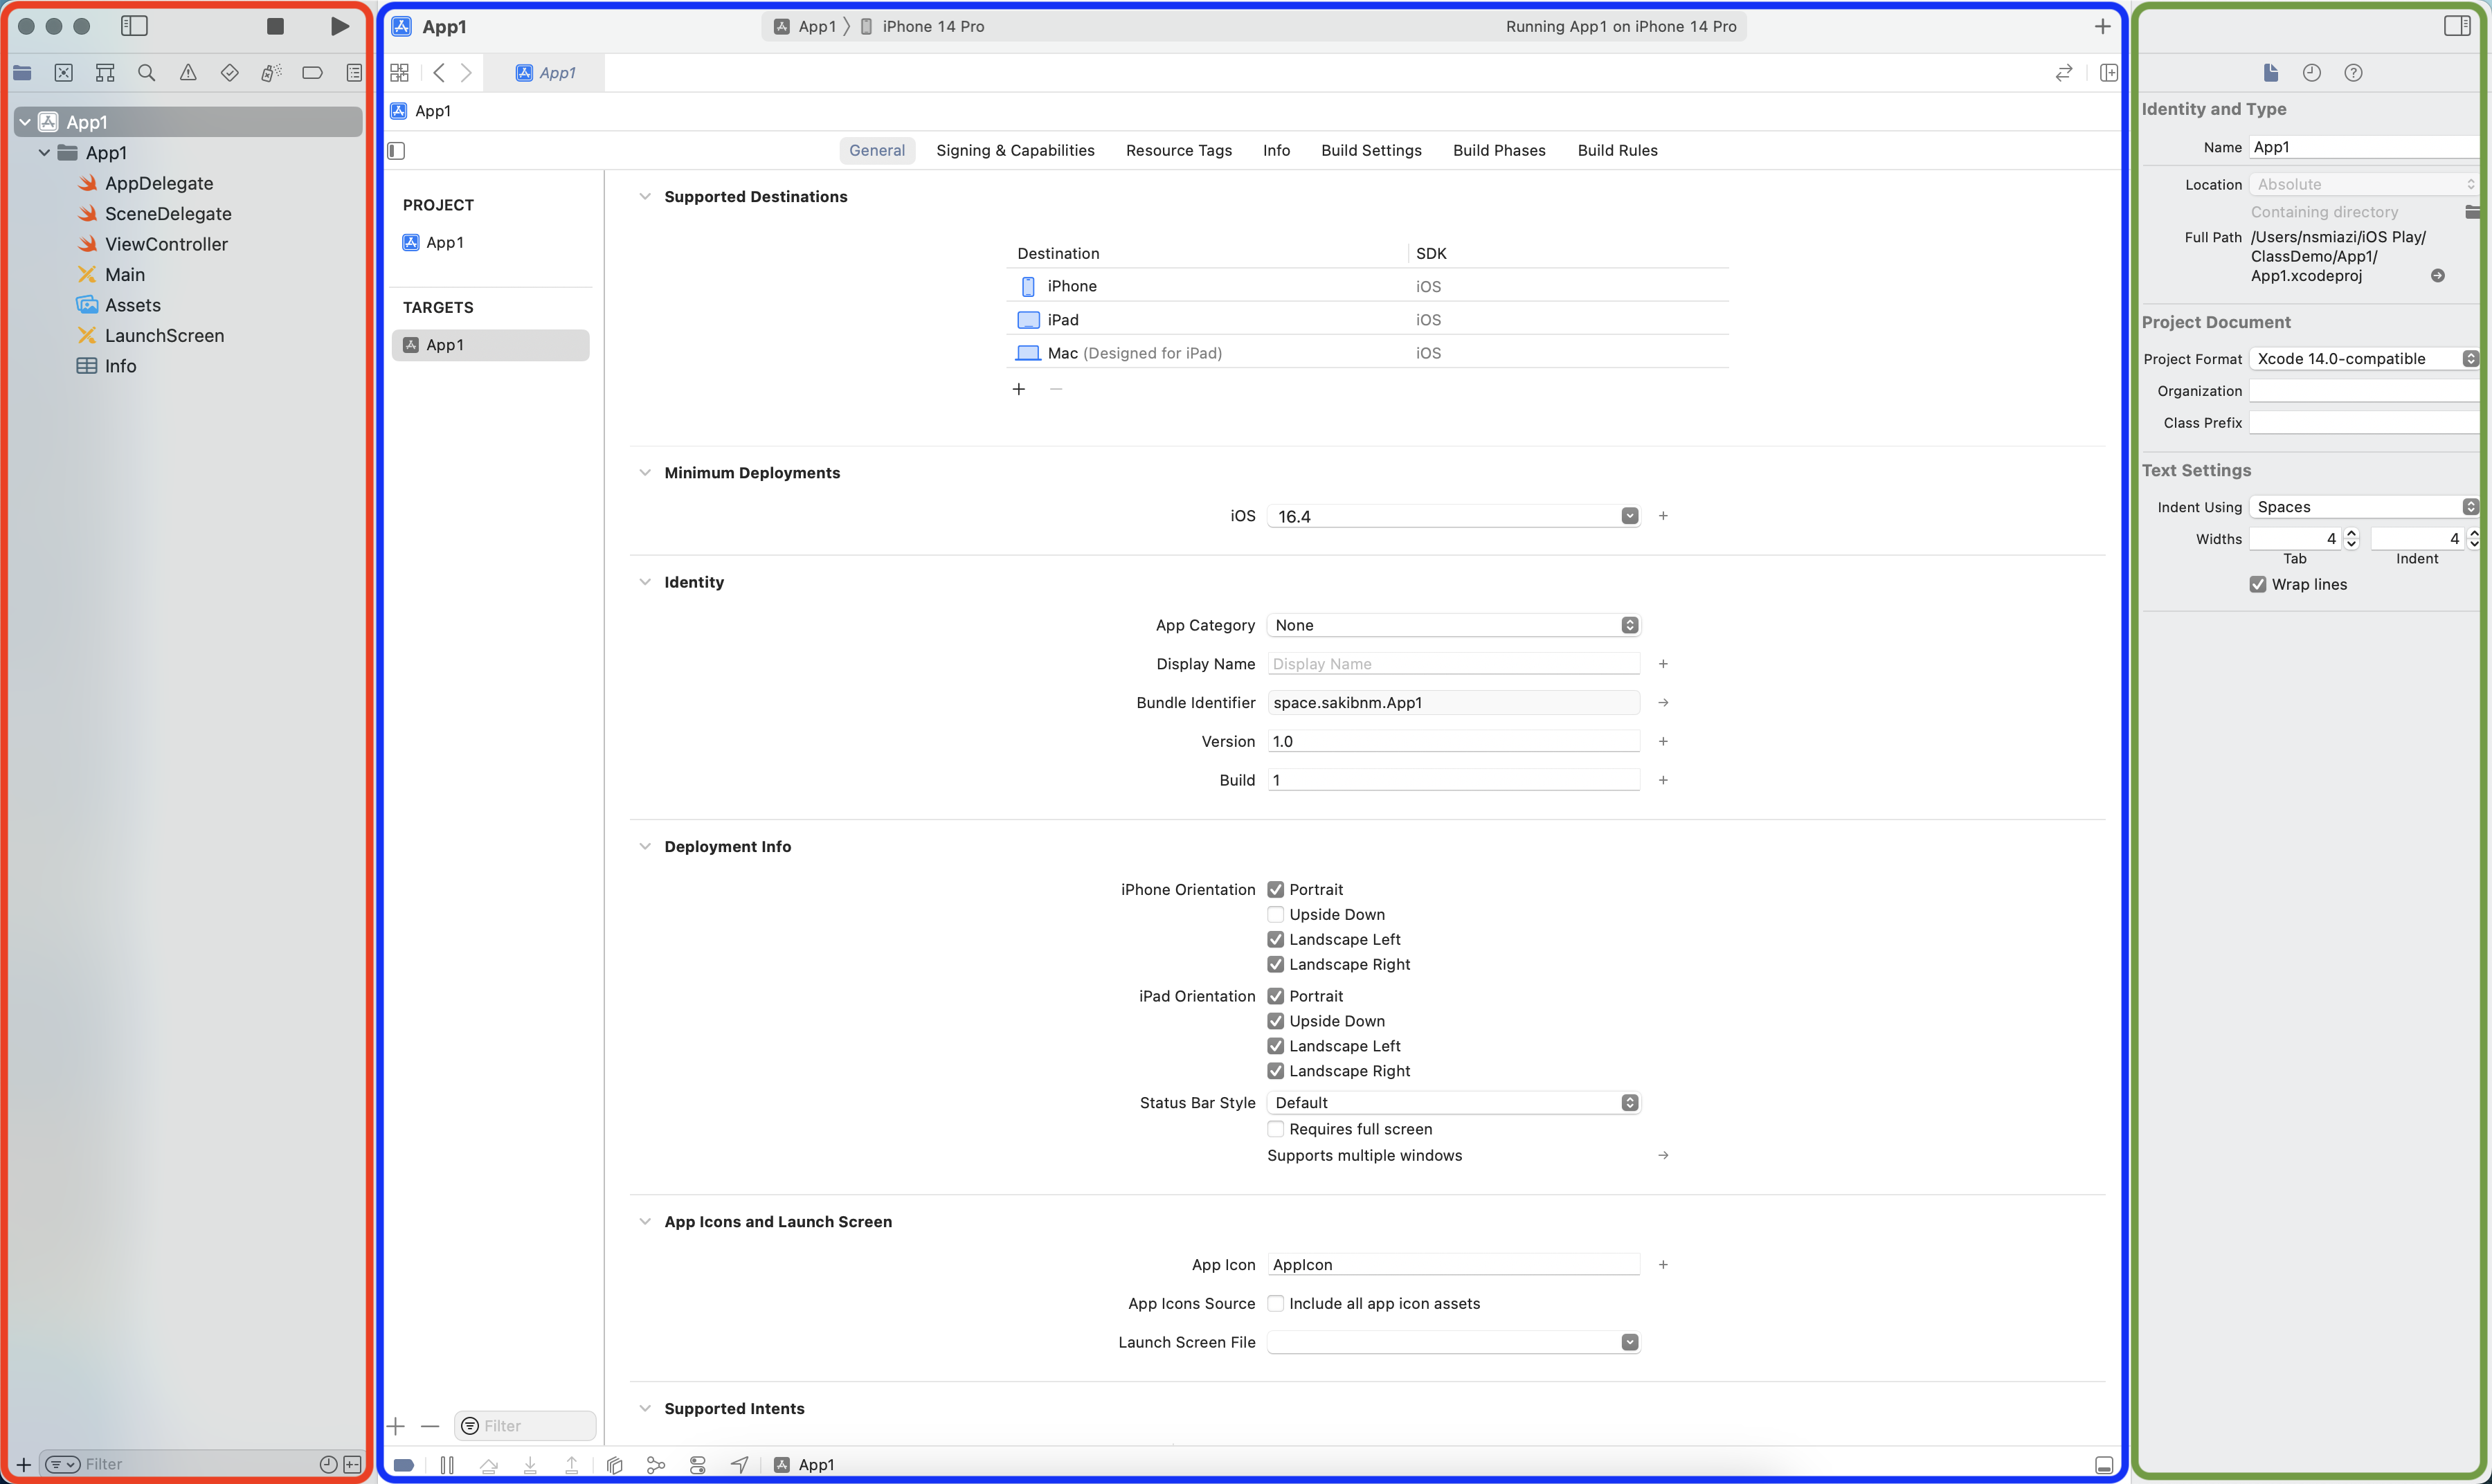 App1
App1
AppDelegate
SceneDelegate
ViewController
Main
Assets
LaunchScreen
Info
Filter
App1
App1 iPhone 14 Pro
Running App1 on iPhone 14 Pro
App1
App1
General Signing & Capabilities Resource Tags Info Build Settings Build Phases Build Rules
PROJECT
App1
TARGETS
App1
Filter
Supported Destinations
Destination SDK
iPhone iOS
iPad iOS
Mac (Designed for iPad) iOS
Minimum Deployments
iOS 16.4
Identity
App Category None
Display Name Display Name
Bundle Identifier space.sakibnm.App1
Version 1.0
Build 1
Deployment Info
iPhone Orientation Portrait
Upside Down
Landscape Left
Landscape Right
iPad Orientation Portrait
Upside Down
Landscape Left
Landscape Right
Status Bar Style Default
Requires full screen
Supports multiple windows
App Icons and Launch Screen
App Icon AppIcon
App Icons Source Include all app icon assets
Launch Screen File
Supported Intents
App1
Identity and Type
Name App1
Location Absolute
Containing directory
Full Path /Users/nsmiazi/iOS Play/
ClassDemo/App1/
App1.xcodeproj
Project Document
Project Format Xcode 14.0-compatible
Organization
Class Prefix
Text Settings
Indent Using Spaces
Widths 4 4
Tab Indent
Wrap lines